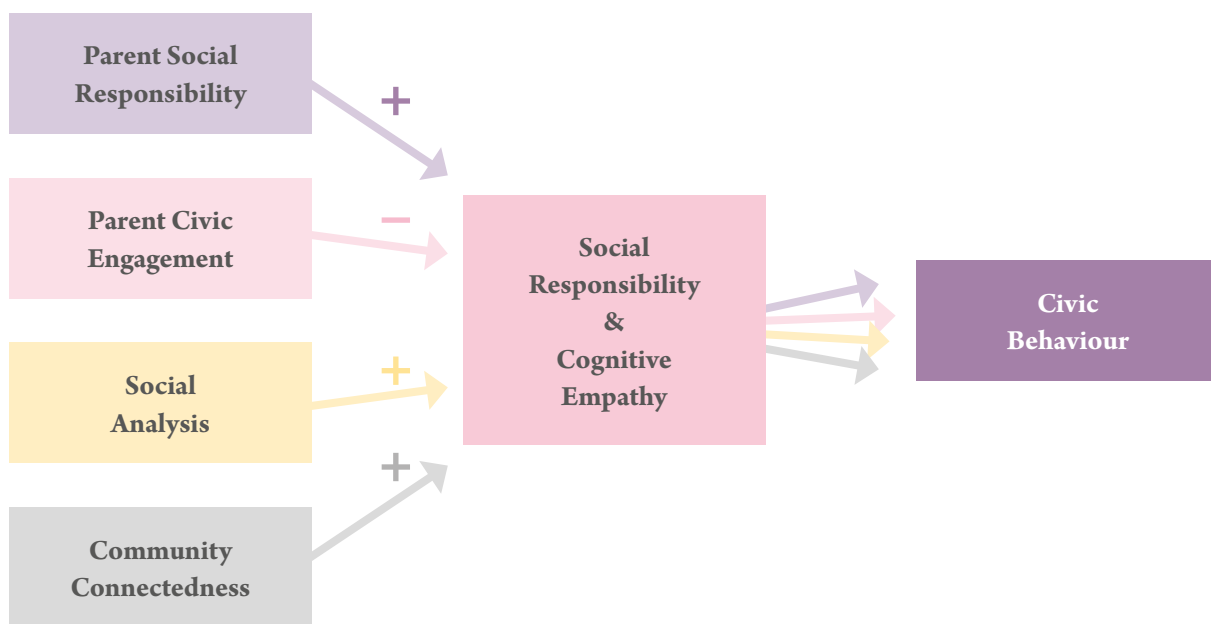 Parent Social
Responsibility
+
Parent Civic
Engagement
−
Social
Analysis
+
Community
Connectedness
+
Social
Responsibility
&
Cognitive
Empathy
Civic
Behaviour